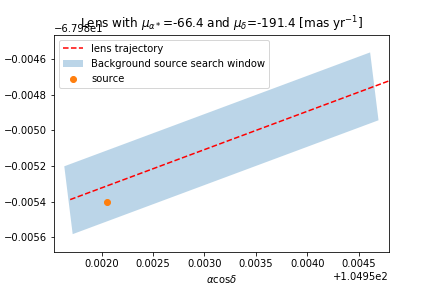 Lens with μα* =-66.4 and μδ=-191.4 [mas yr⁻¹]
−6.798e1
lens trajectory
Background source search window
source
−0.0046
−0.0048
−0.0050
−0.0052
−0.0054
−0.0056
0.0020 0.0025 0.0030 0.0035 0.0040 0.0045
+1.0495e2
αcosδ